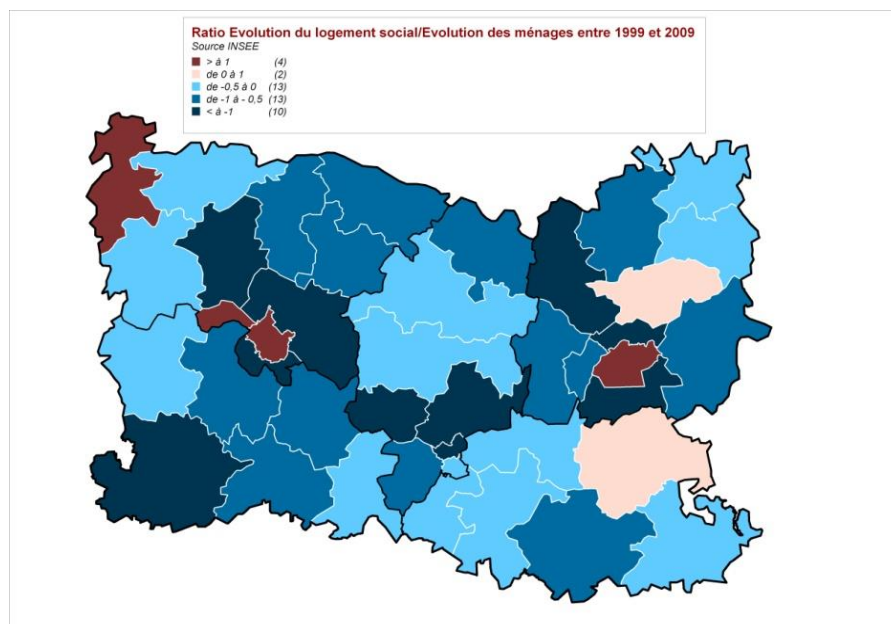 Ratio Evolution du logement social/Evolution des ménages entre 1999 et 2009
Source INSEE
> à 1 (4)
de 0 à 1 (2)
de -0,5 à 0 (13)
de -1 à - 0,5 (13)
< à -1 (10)